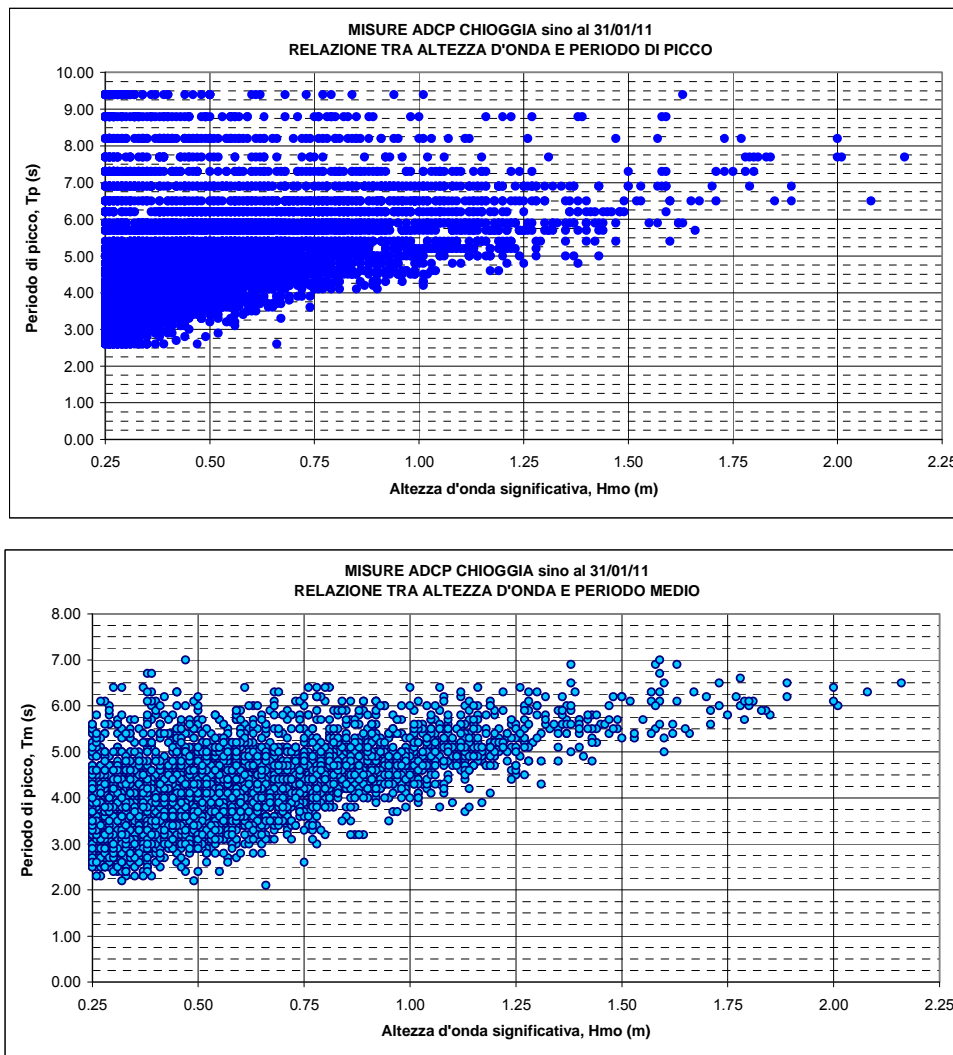 MISURE ADCP CHIOGGIA sino al 31/01/11
RELAZIONE TRA ALTEZZA D'ONDA E PERIODO DI PICCO
Periodo di picco, Tp (s)
10.00
9.00
8.00
7.00
6.00
5.00
4.00
3.00
2.00
1.00
0.00
0.25 0.50 0.75 1.00 1.25 1.50 1.75 2.00 2.25
Altezza d'onda significativa, Hmo (m)
MISURE ADCP CHIOGGIA sino al 31/01/11
RELAZIONE TRA ALTEZZA D'ONDA E PERIODO MEDIO
Periodo di picco, Tm (s)
8.00
7.00
6.00
5.00
4.00
3.00
2.00
1.00
0.00
0.25 0.50 0.75 1.00 1.25 1.50 1.75 2.00 2.25
Altezza d'onda significativa, Hmo (m)